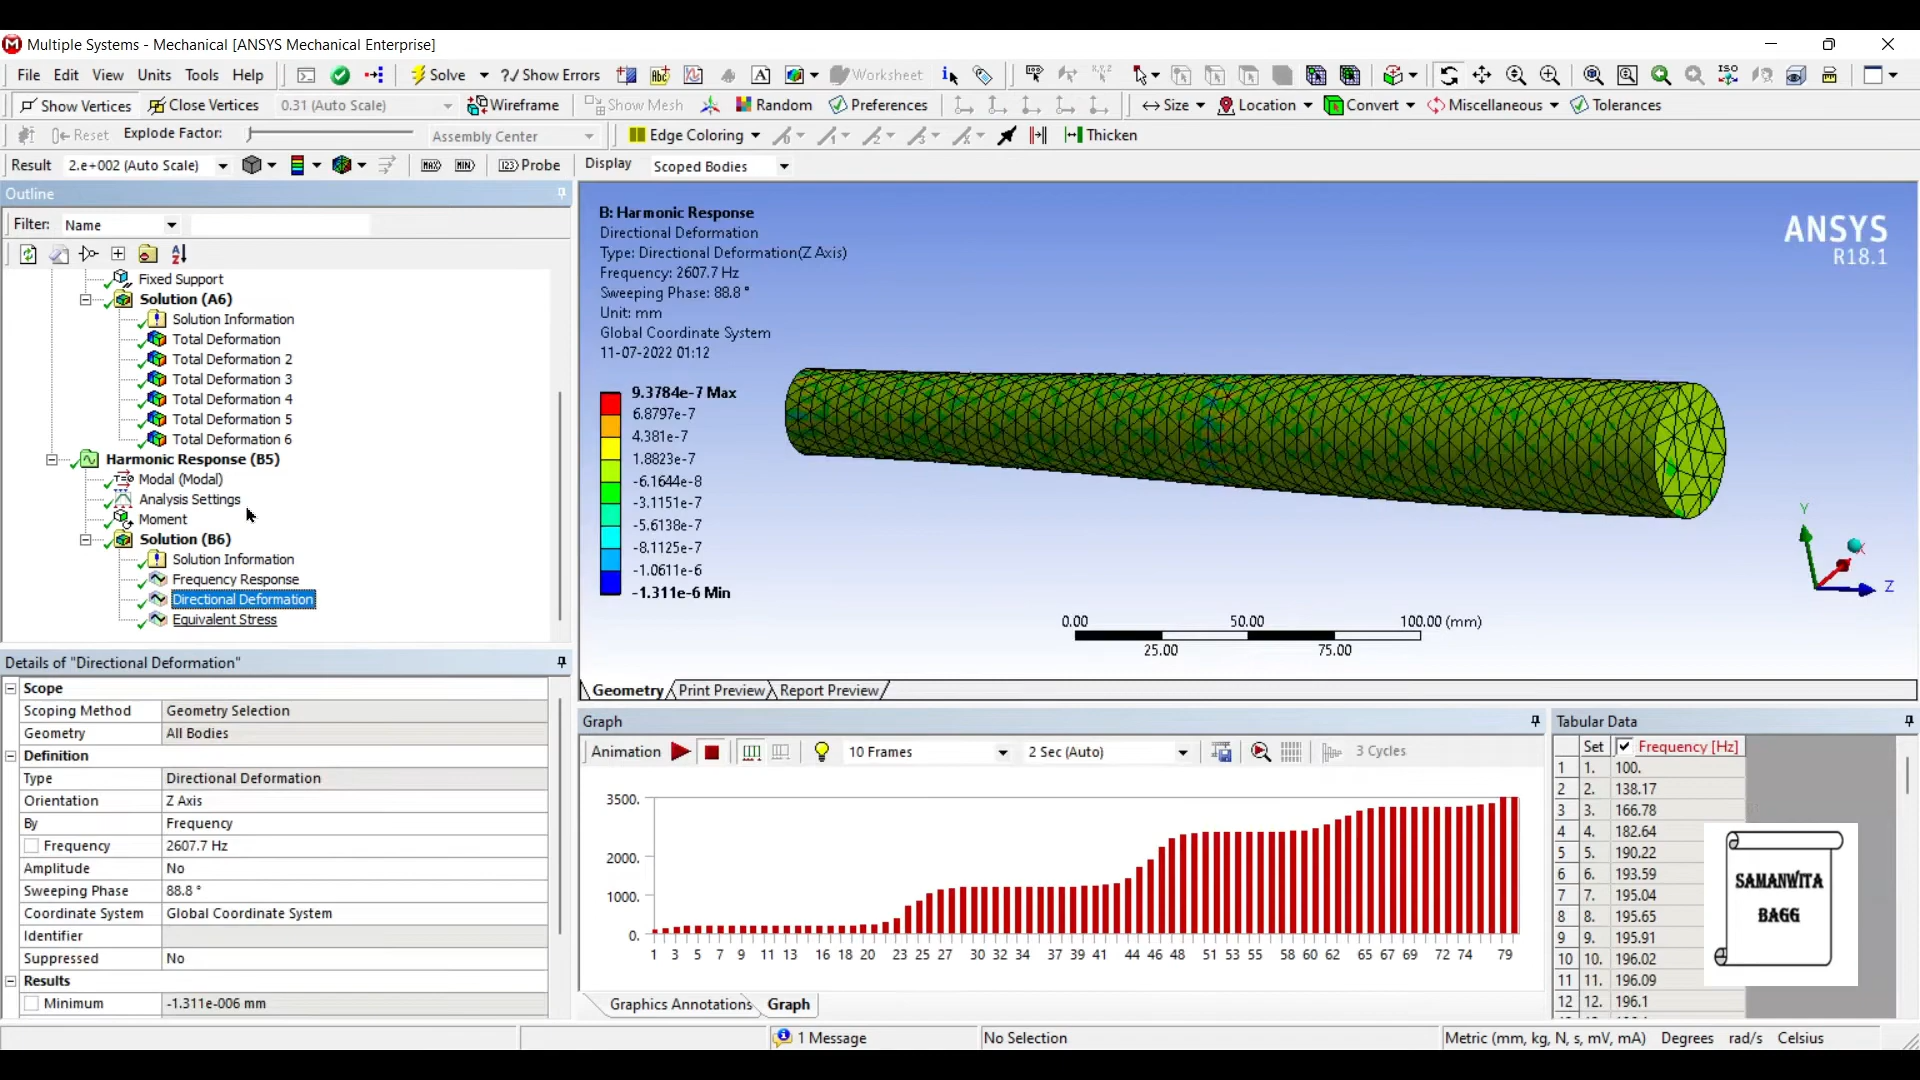 Multiple Systems - Mechanical [ANSYS Mechanical Enterprise]
File Edit View Units Tools Help Solve ?/ Show Errors Worksheet
Show Vertices Close Vertices 0.31 (Auto Scale) Wireframe Show Mesh Random Preferences Size Location Convert Miscellaneous Tolerances
Reset Explode Factor: Assembly Center Edge Coloring Thicken
Result 2.e+002 (Auto Scale) MAX MIN Probe Display Scoped Bodies
Outline
Filter: Name
Fixed Support
Solution (A6)
Solution Information
Total Deformation
Total Deformation 2
Total Deformation 3
Total Deformation 4
Total Deformation 5
Total Deformation 6
Harmonic Response (B5)
Modal (Modal)
Analysis Settings
Moment
Solution (B6)
Solution Information
Frequency Response
Directional Deformation
Equivalent Stress
Details of "Directional Deformation"
Scope
Scoping Method Geometry Selection
Geometry All Bodies
Definition
Type Directional Deformation
Orientation Z Axis
By Frequency
Frequency 2607.7 Hz
Amplitude No
Sweeping Phase 88.8 °
Coordinate System Global Coordinate System
Identifier
Suppressed No
Results
Minimum -1.311e-006 mm
B: Harmonic Response
Directional Deformation
Type: Directional Deformation(Z Axis)
Frequency: 2607.7 Hz
Sweeping Phase: 88.8 °
Unit: mm
Global Coordinate System
11-07-2022 01:12
9.3784e-7 Max
6.8797e-7
4.381e-7
1.8823e-7
-6.1644e-8
-3.1151e-7
-5.6138e-7
-8.1125e-7
-1.0611e-6
-1.311e-6 Min
ANSYS
R18.1
Y
X
Z
0.00 50.00 100.00 (mm)
25.00 75.00
Geometry Print Preview Report Preview
Graph
Animation 10 Frames 2 Sec (Auto) 3 Cycles
3500.
2000.
1000.
0.
1 3 5 7 9 11 13 16 18 20 23 25 27 30 32 34 37 39 41 44 46 48 51 53 55 58 60 62 65 67 69 72 74 79
Graphics Annotations Graph
Tabular Data
Set Frequency [Hz]
1 1. 100.
2 2. 138.17
3 3. 166.78
4 4. 182.64
5 5. 190.22
6 6. 193.59
7 7. 195.04
8 8. 195.65
9 9. 195.91
10 10. 196.02
11 11. 196.09
12 12. 196.1
SAMANWITA
BAGG
1 Message No Selection Metric (mm, kg, N, s, mV, mA) Degrees rad/s Celsius